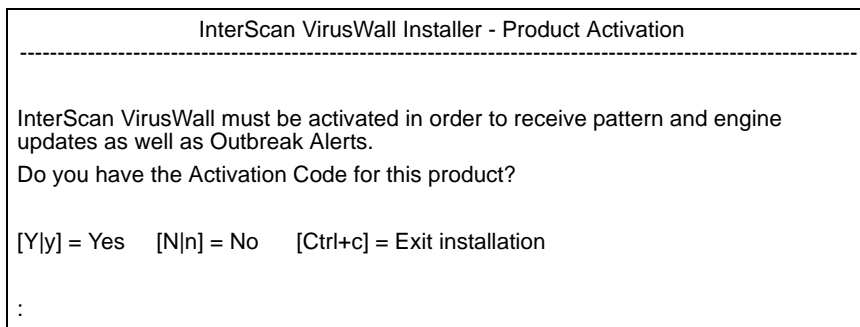 InterScan VirusWall Installer - Product Activation
--------------------------------------------------------------------------------------------------------------
InterScan VirusWall must be activated in order to receive pattern and engine
updates as well as Outbreak Alerts.
Do you have the Activation Code for this product?
[Y|y] = Yes [N|n] = No [Ctrl+c] = Exit installation
: